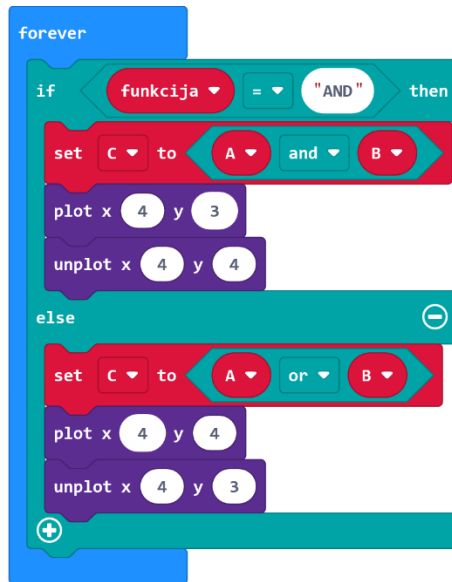 forever
if funkcija = "AND" then
set C to A and B
plot x 4 y 3
unplot x 4 y 4
else
set C to A or B
plot x 4 y 4
unplot x 4 y 3